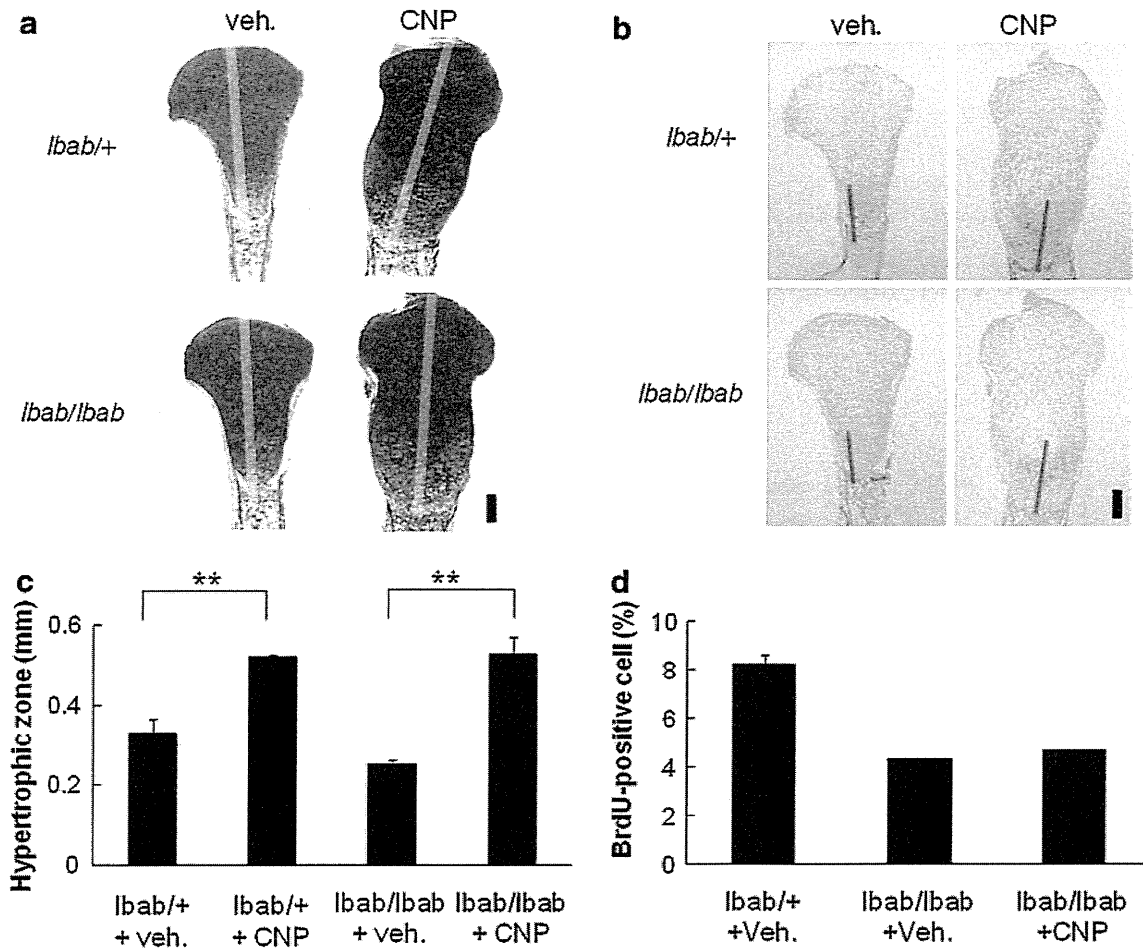 a
veh.
CNP
lbab/+
lbab/lbab
b
veh.
CNP
lbab/+
lbab/lbab
c
Hypertrophic zone (mm)
0.6
0.4
0.2
0
**
**
lbab/+
+ veh.
lbab/+
+ CNP
lbab/lbab
+ veh.
lbab/lbab
+ CNP
d
BrdU-positive cell (%)
10
8
6
4
2
0
lbab/+
+Veh.
lbab/lbab
+Veh.
lbab/lbab
+CNP